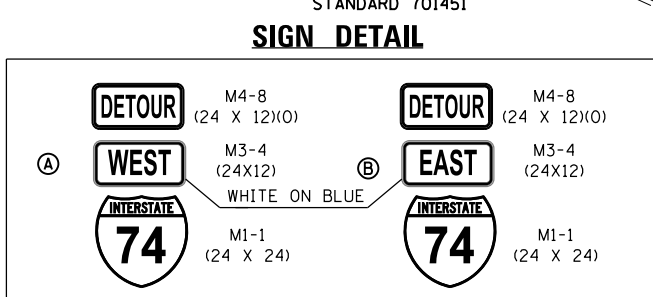 STANDARD 701451
SIGN DETAIL
DETOUR M4-8 (24 X 12)(O)
A WEST M3-4 (24X12)
WHITE ON BLUE
INTERSTATE 74 M1-1 (24 X 24)
DETOUR M4-8 (24 X 12)(O)
B EAST M3-4 (24X12)
INTERSTATE 74 M1-1 (24 X 24)